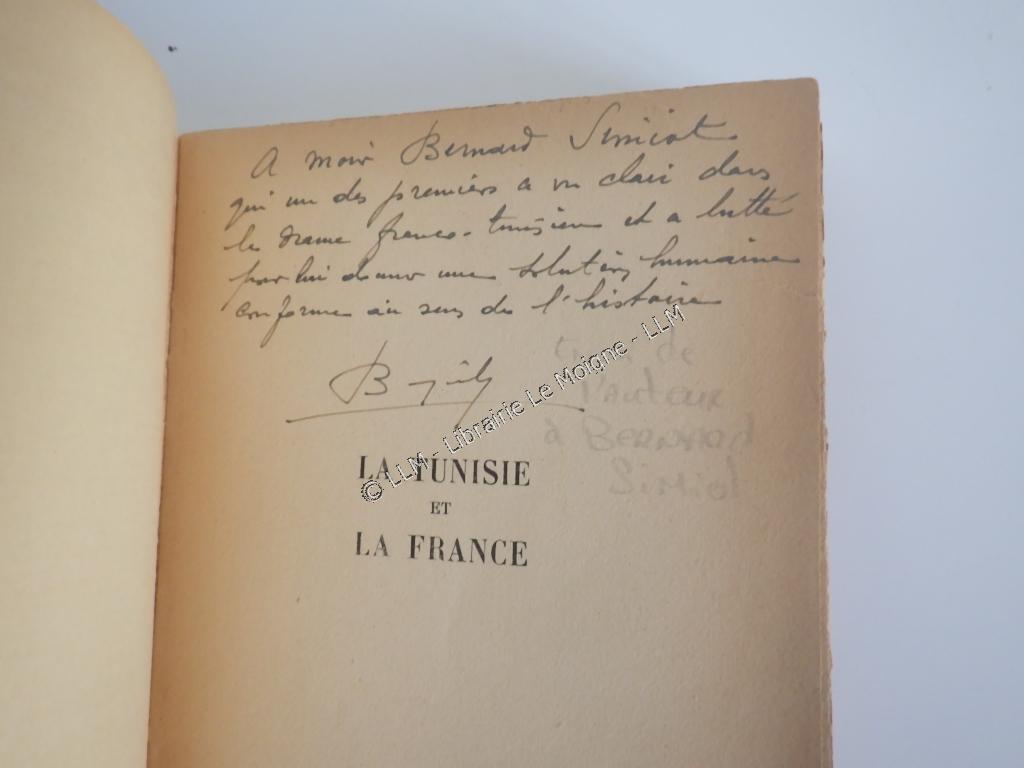 A Monsieur Bernard Simiot
qui un des premiers a vu clair dans
le drame franco-tunisien et a lutté
pour lui donner une solution humaine
conforme au sens de l'histoire
LA TUNISIE
ET
LA FRANCE
de
l'auteur
à BERNARD
Simiot
© LLM - Librairie Le Moigne - LLM